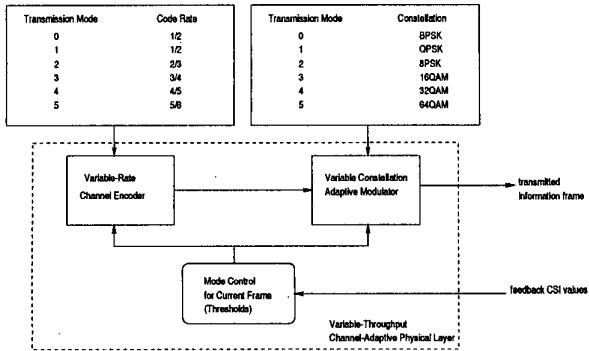 Transmission Mode Code Rate
0 1/2
1 1/2
2 2/3
3 3/4
4 4/5
5 5/6
Transmission Mode Constellation
0 BPSK
1 QPSK
2 8PSK
3 16QAM
4 32QAM
5 64QAM
Variable-Rate
Channel Encoder
Variable Constellation
Adaptive Modulator
transmitted
information frame
Mode Control
for Current Frame
(Thresholds)
feedback CSI values
Variable-Throughput
Channel-Adaptive Physical Layer